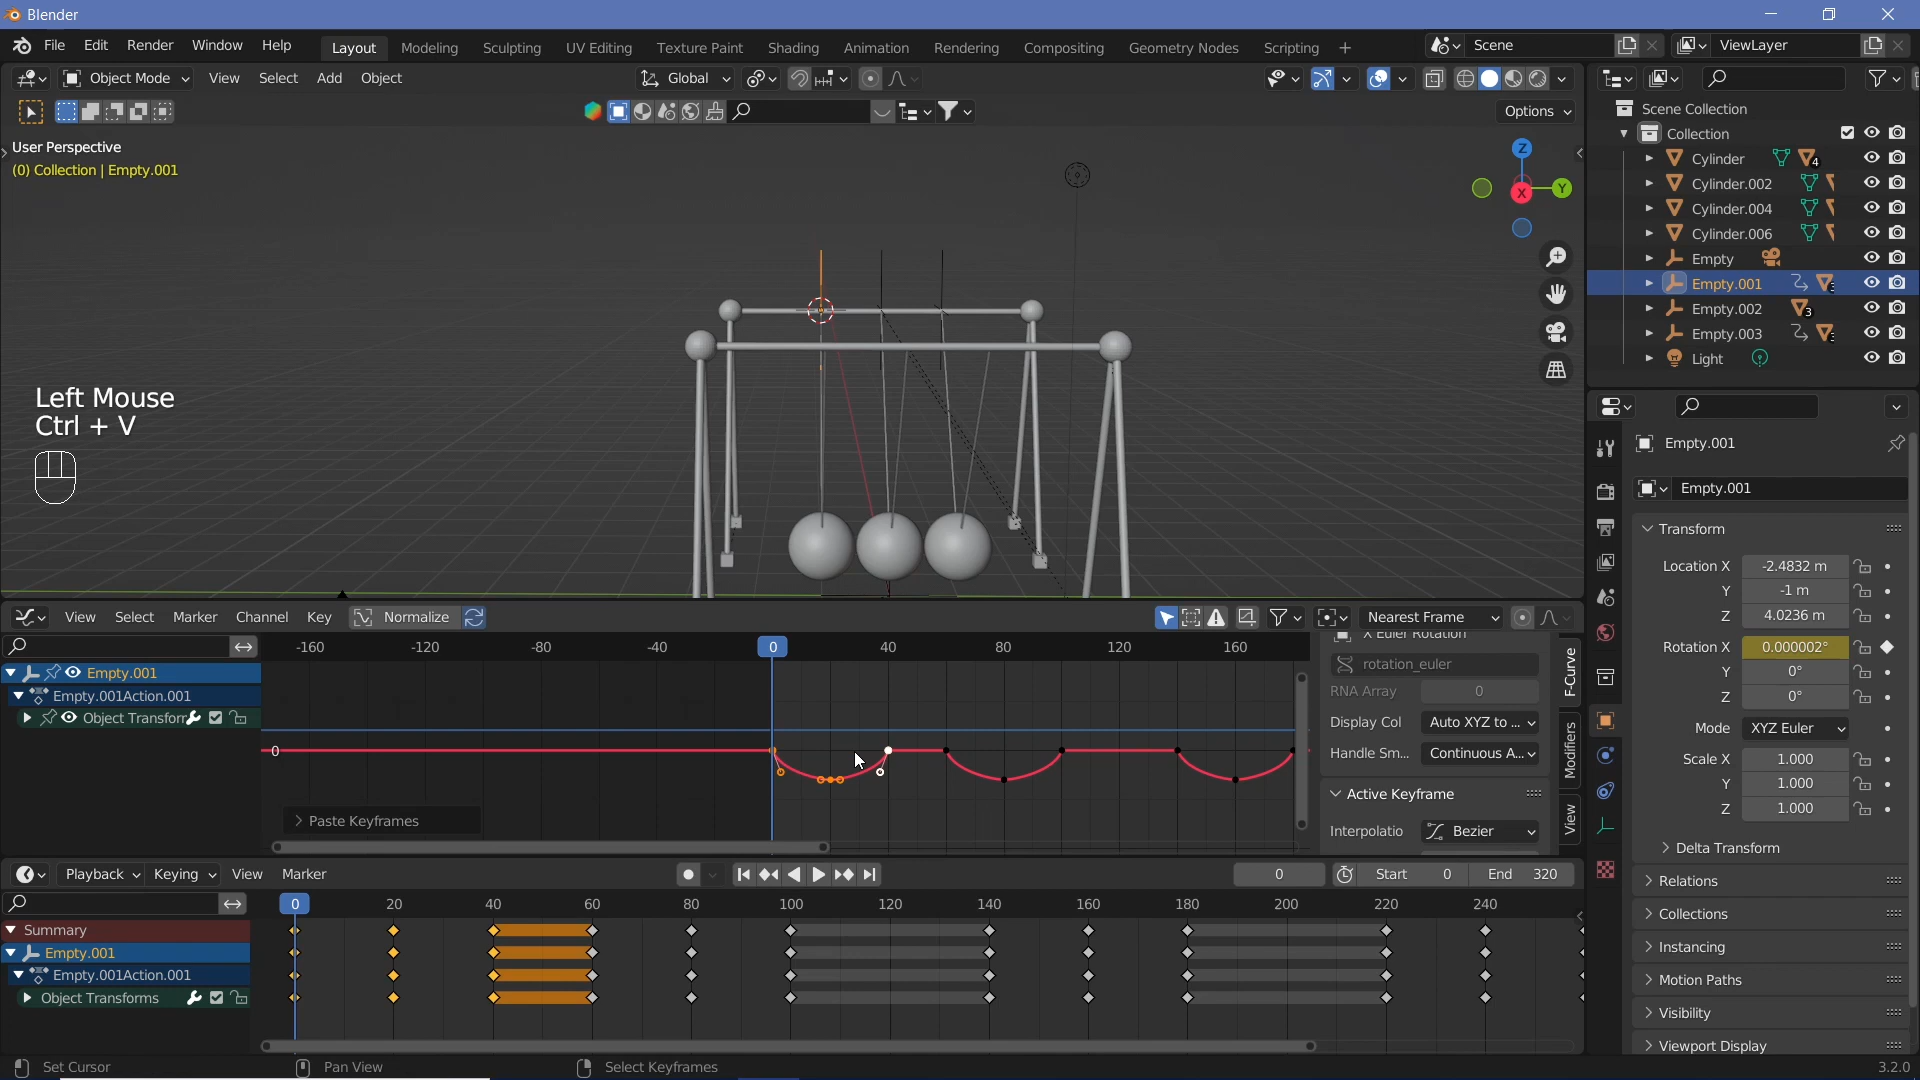 Blender
File Edit Render Window Help
Layout Modeling Sculpting UV Editing Texture Paint Shading Animation Rendering Compositing Geometry Nodes Scripting +
Scene
ViewLayer
Object Mode View Select Add Object
Global
Options
User Perspective
(0) Collection | Empty.001
Z
Y
X
Left Mouse
Ctrl + V
Scene Collection
Collection
Cylinder 4
Cylinder.002
Cylinder.004
Cylinder.006
Empty
Empty.001
Empty.002 3
Empty.003
Light
Empty.001
Empty.001
Transform
Location X -2.4832 m
Y -1 m
Z 4.0236 m
Rotation X 0.000002°
Y 0°
Z 0°
Mode XYZ Euler
Scale X 1.000
Y 1.000
Z 1.000
Delta Transform
Relations
Collections
Instancing
Motion Paths
Visibility
Viewport Display
View Select Marker Channel Key Normalize
Nearest Frame
-160 -120 -80 -40 0 40 80 120 160
Empty.001
Empty.001Action.001
Object Transforr
0
Paste Keyframes
X Euler Rotation
rotation_euler
RNA Array 0
Display Col Auto XYZ to ...
Handle Sm... Continuous A...
Active Keyframe
Interpolatio Bezier
F-Curve
Modifiers
View
Playback Keying View Marker
0
Start 0
End 320
0 20 40 60 80 100 120 140 160 180 200 220 240
Summary
Empty.001
Empty.001Action.001
Object Transforms
Set Cursor
Pan View
Select Keyframes
3.2.0